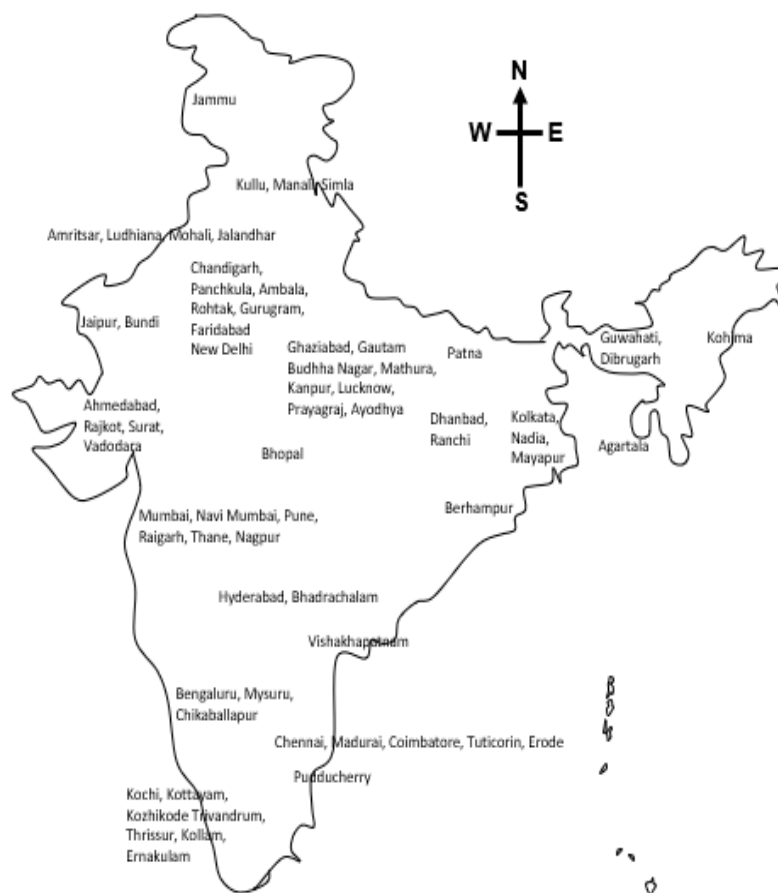 Jammu
N
W
E
S
Kullu, Manali, Simla
Amritsar, Ludhiana, Mohali, Jalandhar
Chandigarh,
Panchkula, Ambala,
Rohtak, Gurugram,
Faridabad
New Delhi
Jaipur, Bundi
Ghaziabad, Gautam
Budhha Nagar, Mathura,
Kanpur, Lucknow,
Prayagraj, Ayodhya
Patna
Guwahati,
Dibrugarh
Kohima
Ahmedabad,
Rajkot, Surat,
Vadodara
Bhopal
Dhanbad,
Ranchi
Kolkata,
Nadia,
Mayapur
Agartala
Mumbai, Navi Mumbai, Pune,
Raigarh, Thane, Nagpur
Berhampur
Hyderabad, Bhadrachalam
Vishakhapatnam
Bengaluru, Mysuru,
Chikaballapur
Chennai, Madurai, Coimbatore, Tuticorin, Erode
Pudducherry
Kochi, Kottayam,
Kozhikode Trivandrum,
Thrissur, Kollam,
Ernakulam